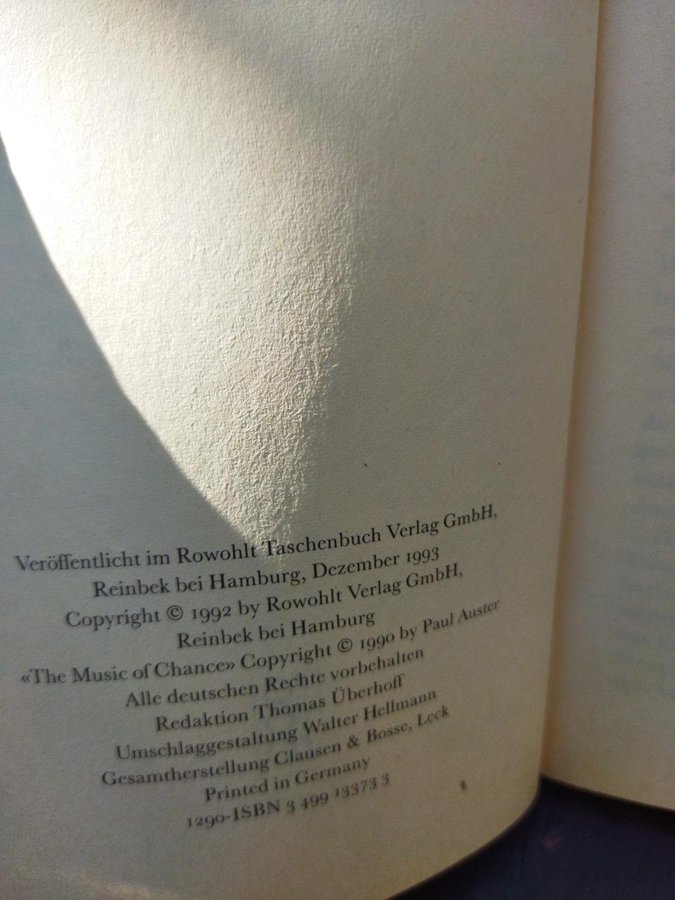 Veröffentlicht im Rowohlt Taschenbuch Verlag GmbH,
Reinbek bei Hamburg, Dezember 1993
Copyright © 1992 by Rowohlt Verlag GmbH,
Reinbek bei Hamburg
«The Music of Chance» Copyright © 1990 by Paul Auster
Alle deutschen Rechte vorbehalten
Redaktion Thomas Überhoff
Umschlaggestaltung Walter Hellmann
Gesamtherstellung Clausen & Bosse, Leck
Printed in Germany
1290-ISBN 3 499 13373 3